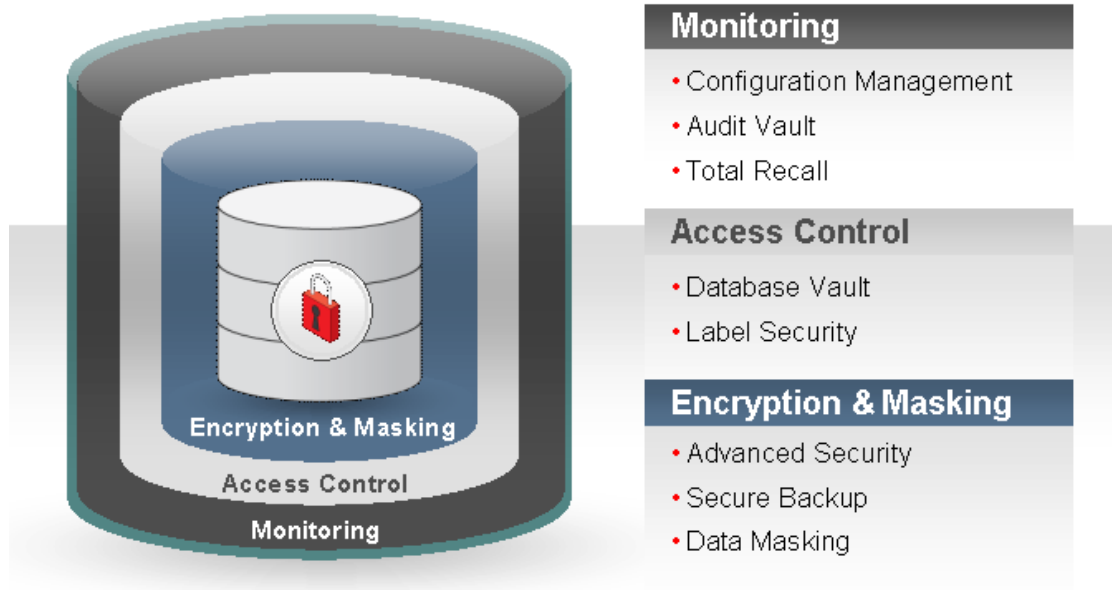 Encryption & Masking
Access Control
Monitoring
Monitoring
• Configuration Management
• Audit Vault
• Total Recall
Access Control
• Database Vault
• Label Security
Encryption & Masking
• Advanced Security
• Secure Backup
• Data Masking